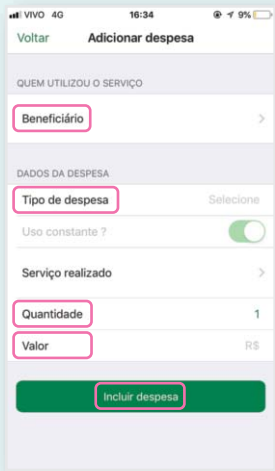 VIVO 4G 16:34 9%
Voltar Adicionar despesa
QUEM UTILIZOU O SERVIÇO
Beneficiário
DADOS DA DESPESA
Tipo de despesa Selecione
Uso constante ?
Serviço realizado
Quantidade 1
Valor R$
Incluir despesa